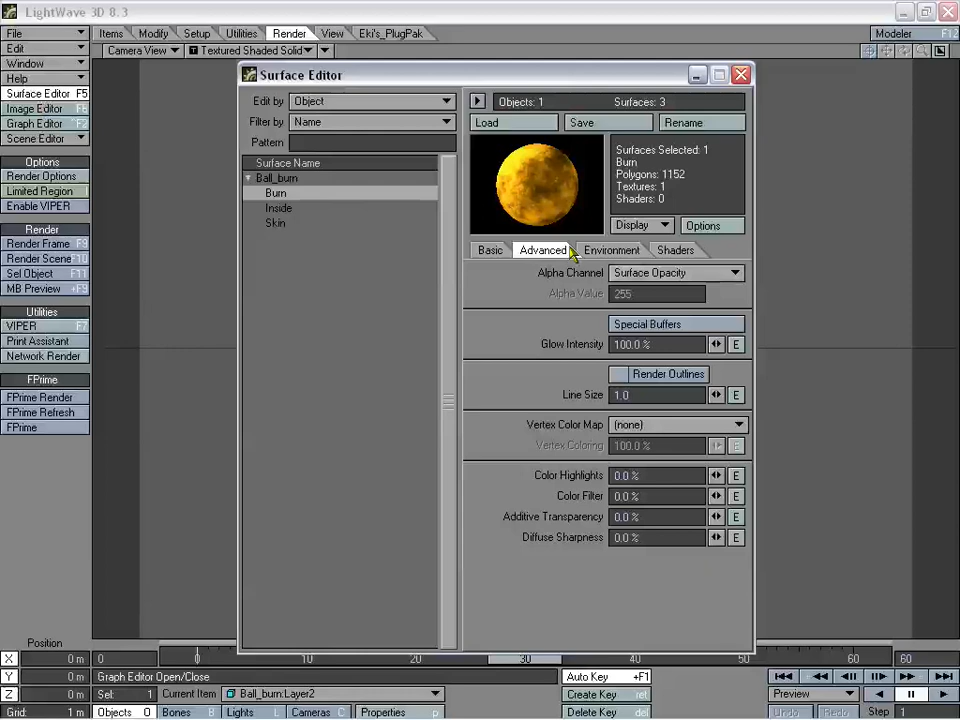 LightWave 3D 8.3
File
Items
Modify
Setup
Utilities
Render
View
Eki's_PlugPak
Modeler F12
Edit
Camera View
Textured Shaded Solid
Window
Help
Surface Editor F5
Image Editor F6
Graph Editor F2
Scene Editor
Options
Render Options
Limited Region l
Enable VIPER
Render
Render Frame F9
Render Scene F10
Sel Object F11
MB Preview +F9
Utilities
VIPER F7
Print Assistant
Network Render
FPrime
FPrime Render
FPrime Refresh
FPrime
Surface Editor
Edit by Object
Filter by Name
Pattern
Surface Name
Ball_burn
Burn
Inside
Skin
Objects: 1 Surfaces: 3
Load Save Rename
Surfaces Selected: 1
Burn
Polygons: 1152
Textures: 1
Shaders: 0
Display Options
Basic Advanced Environment Shaders
Alpha Channel Surface Opacity
Alpha Value 255
Special Buffers
Glow Intensity 100.0 % E
Render Outlines
Line Size 1.0 E
Vertex Color Map (none)
Vertex Coloring 100.0 % E
Color Highlights 0.0 % E
Color Filter 0.0 % E
Additive Transparency 0.0 % E
Diffuse Sharpness 0.0 % E
Position
X 0 m 0 0 10 20 30 40 50 60 60
Y 0 m Graph Editor Open/Close Auto Key +F1
Z 0 m Sel: 1 Current Item Ball_burn:Layer2 Create Key ret Preview
Grid: 1 m Objects O Bones B Lights L Cameras C Properties p Delete Key del Undo Redo Step 1